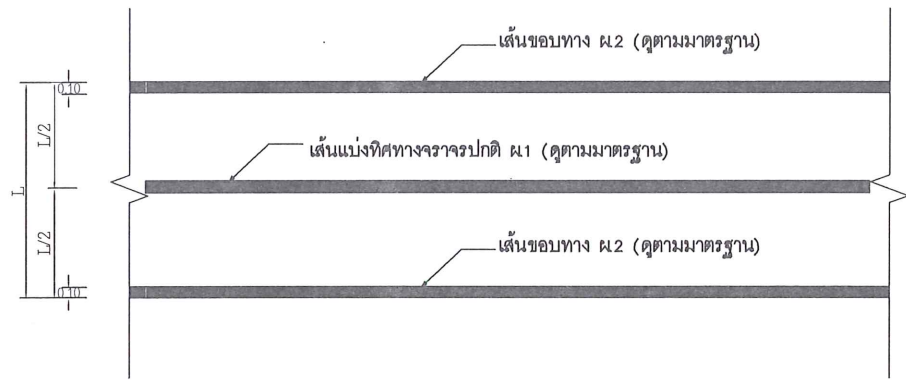 เส้นขอบทาง ผ.2 (ดูตามมาตรฐาน)
0.10
L/2
เส้นแบ่งทิศทางจราจรปกติ ผ.1 (ดูตามมาตรฐาน)
L
L/2
เส้นขอบทาง ผ.2 (ดูตามมาตรฐาน)
0.10